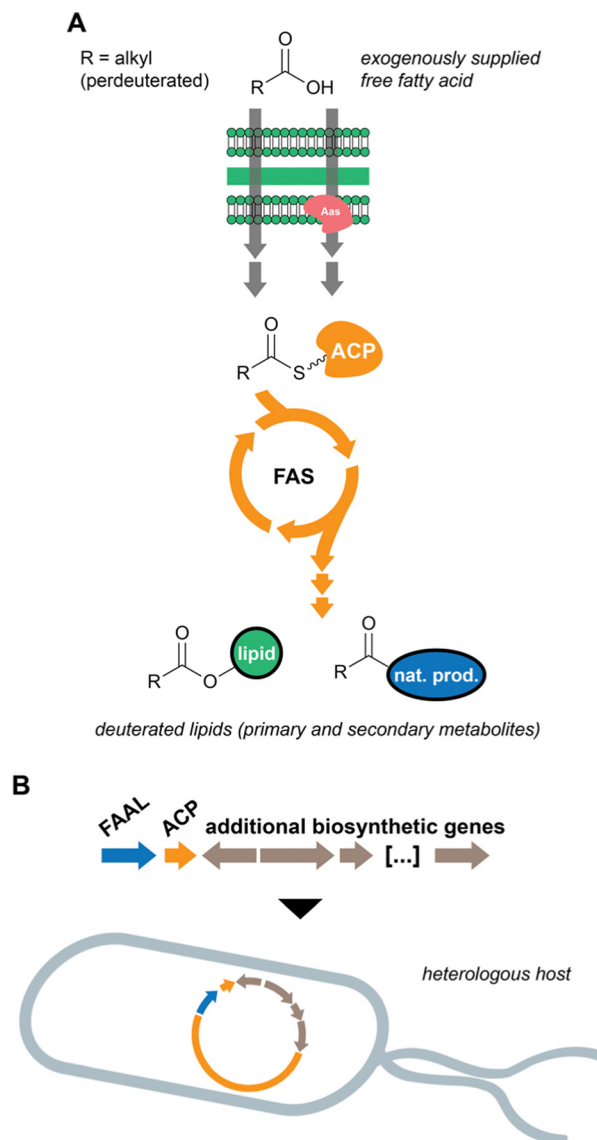 A
R = alkyl
(perdeuterated)
exogenously supplied
free fatty acid
O
R
OH
Aas
O
R
S
ACP
FAS
O
R
O
lipid
O
R
nat. prod.
deuterated lipids (primary and secondary metabolites)
B
FAAL
ACP
additional biosynthetic genes
[...]
heterologous host